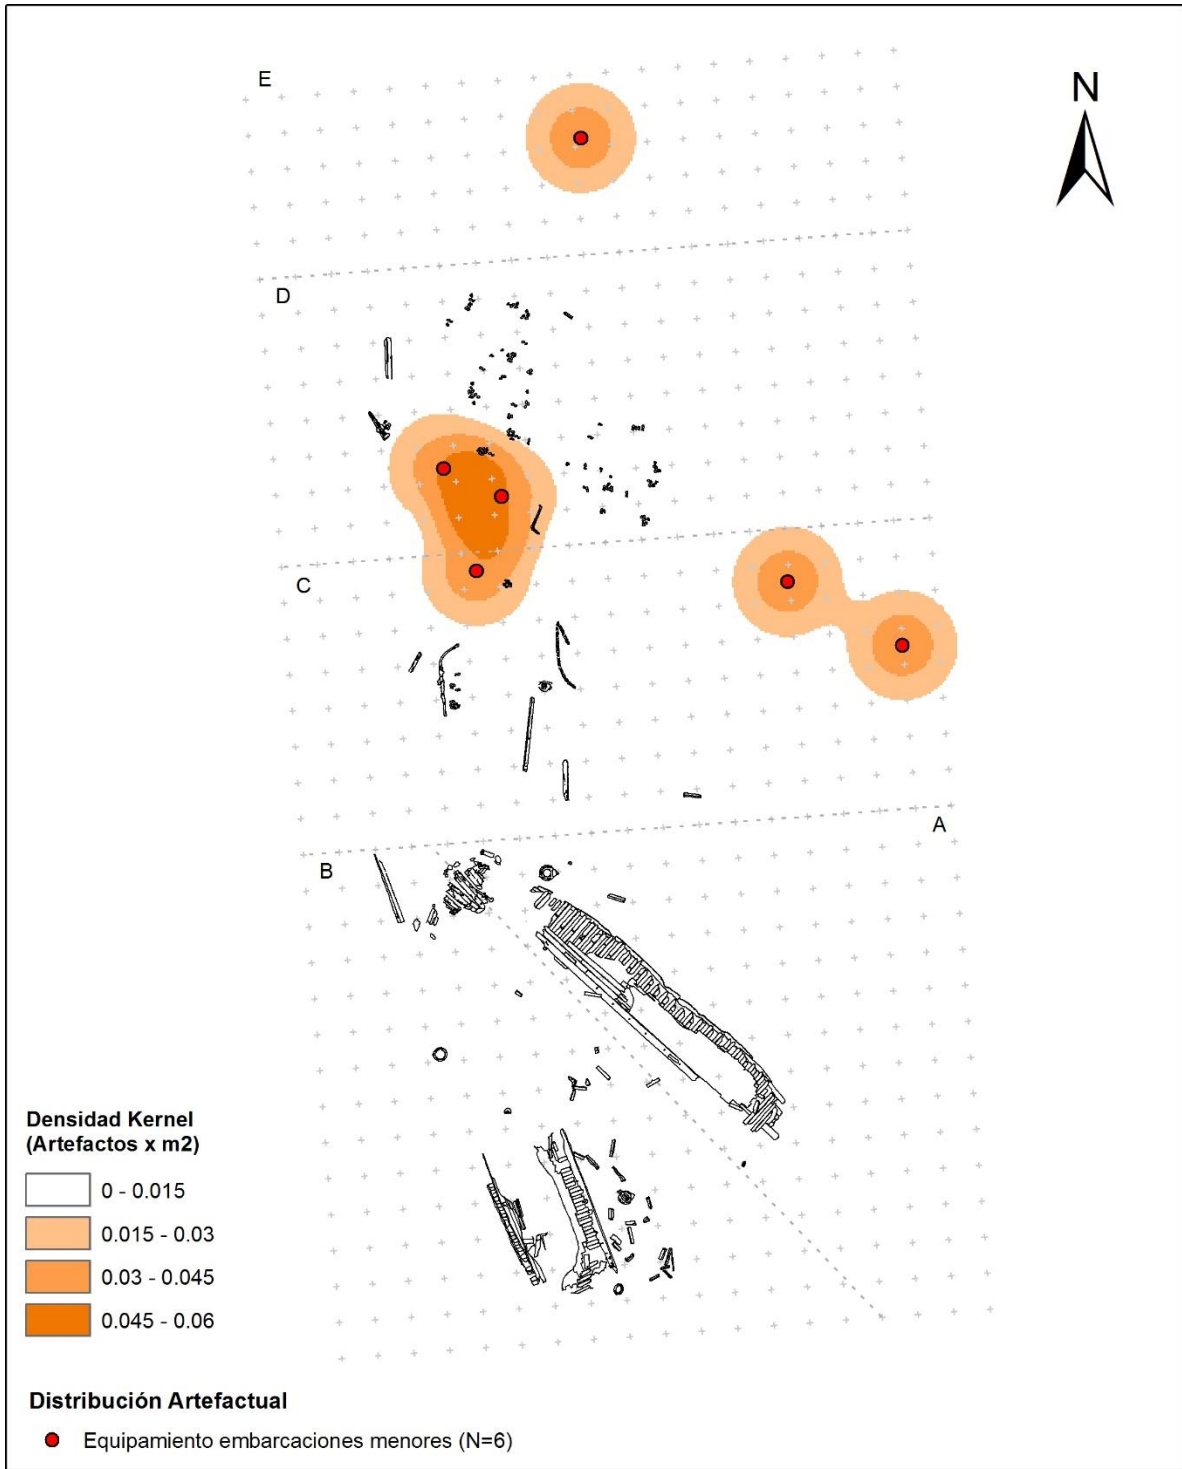 E
N
D
C
A
B
Densidad Kernel
(Artefactos x m2)
0 - 0.015
0.015 - 0.03
0.03 - 0.045
0.045 - 0.06
Distribución Artefactual
Equipamiento embarcaciones menores (N=6)